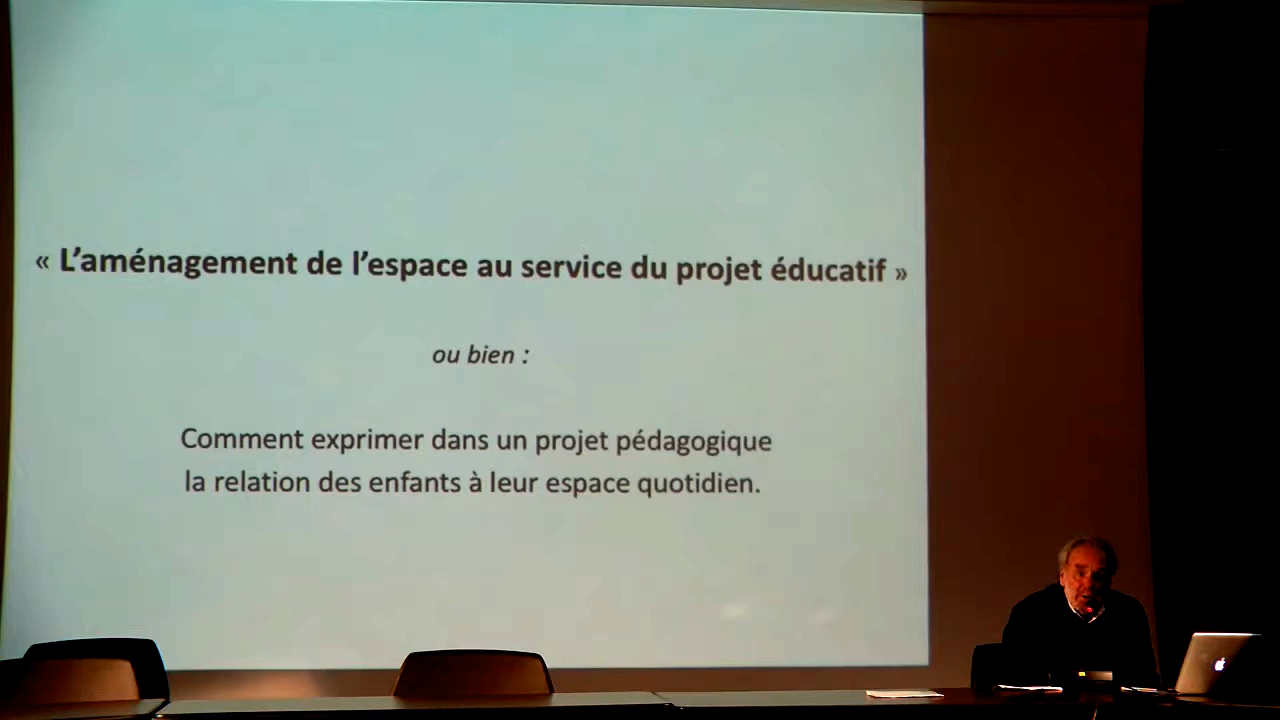 « L’aménagement de l’espace au service du projet éducatif »
ou bien :
Comment exprimer dans un projet pédagogique
la relation des enfants à leur espace quotidien.